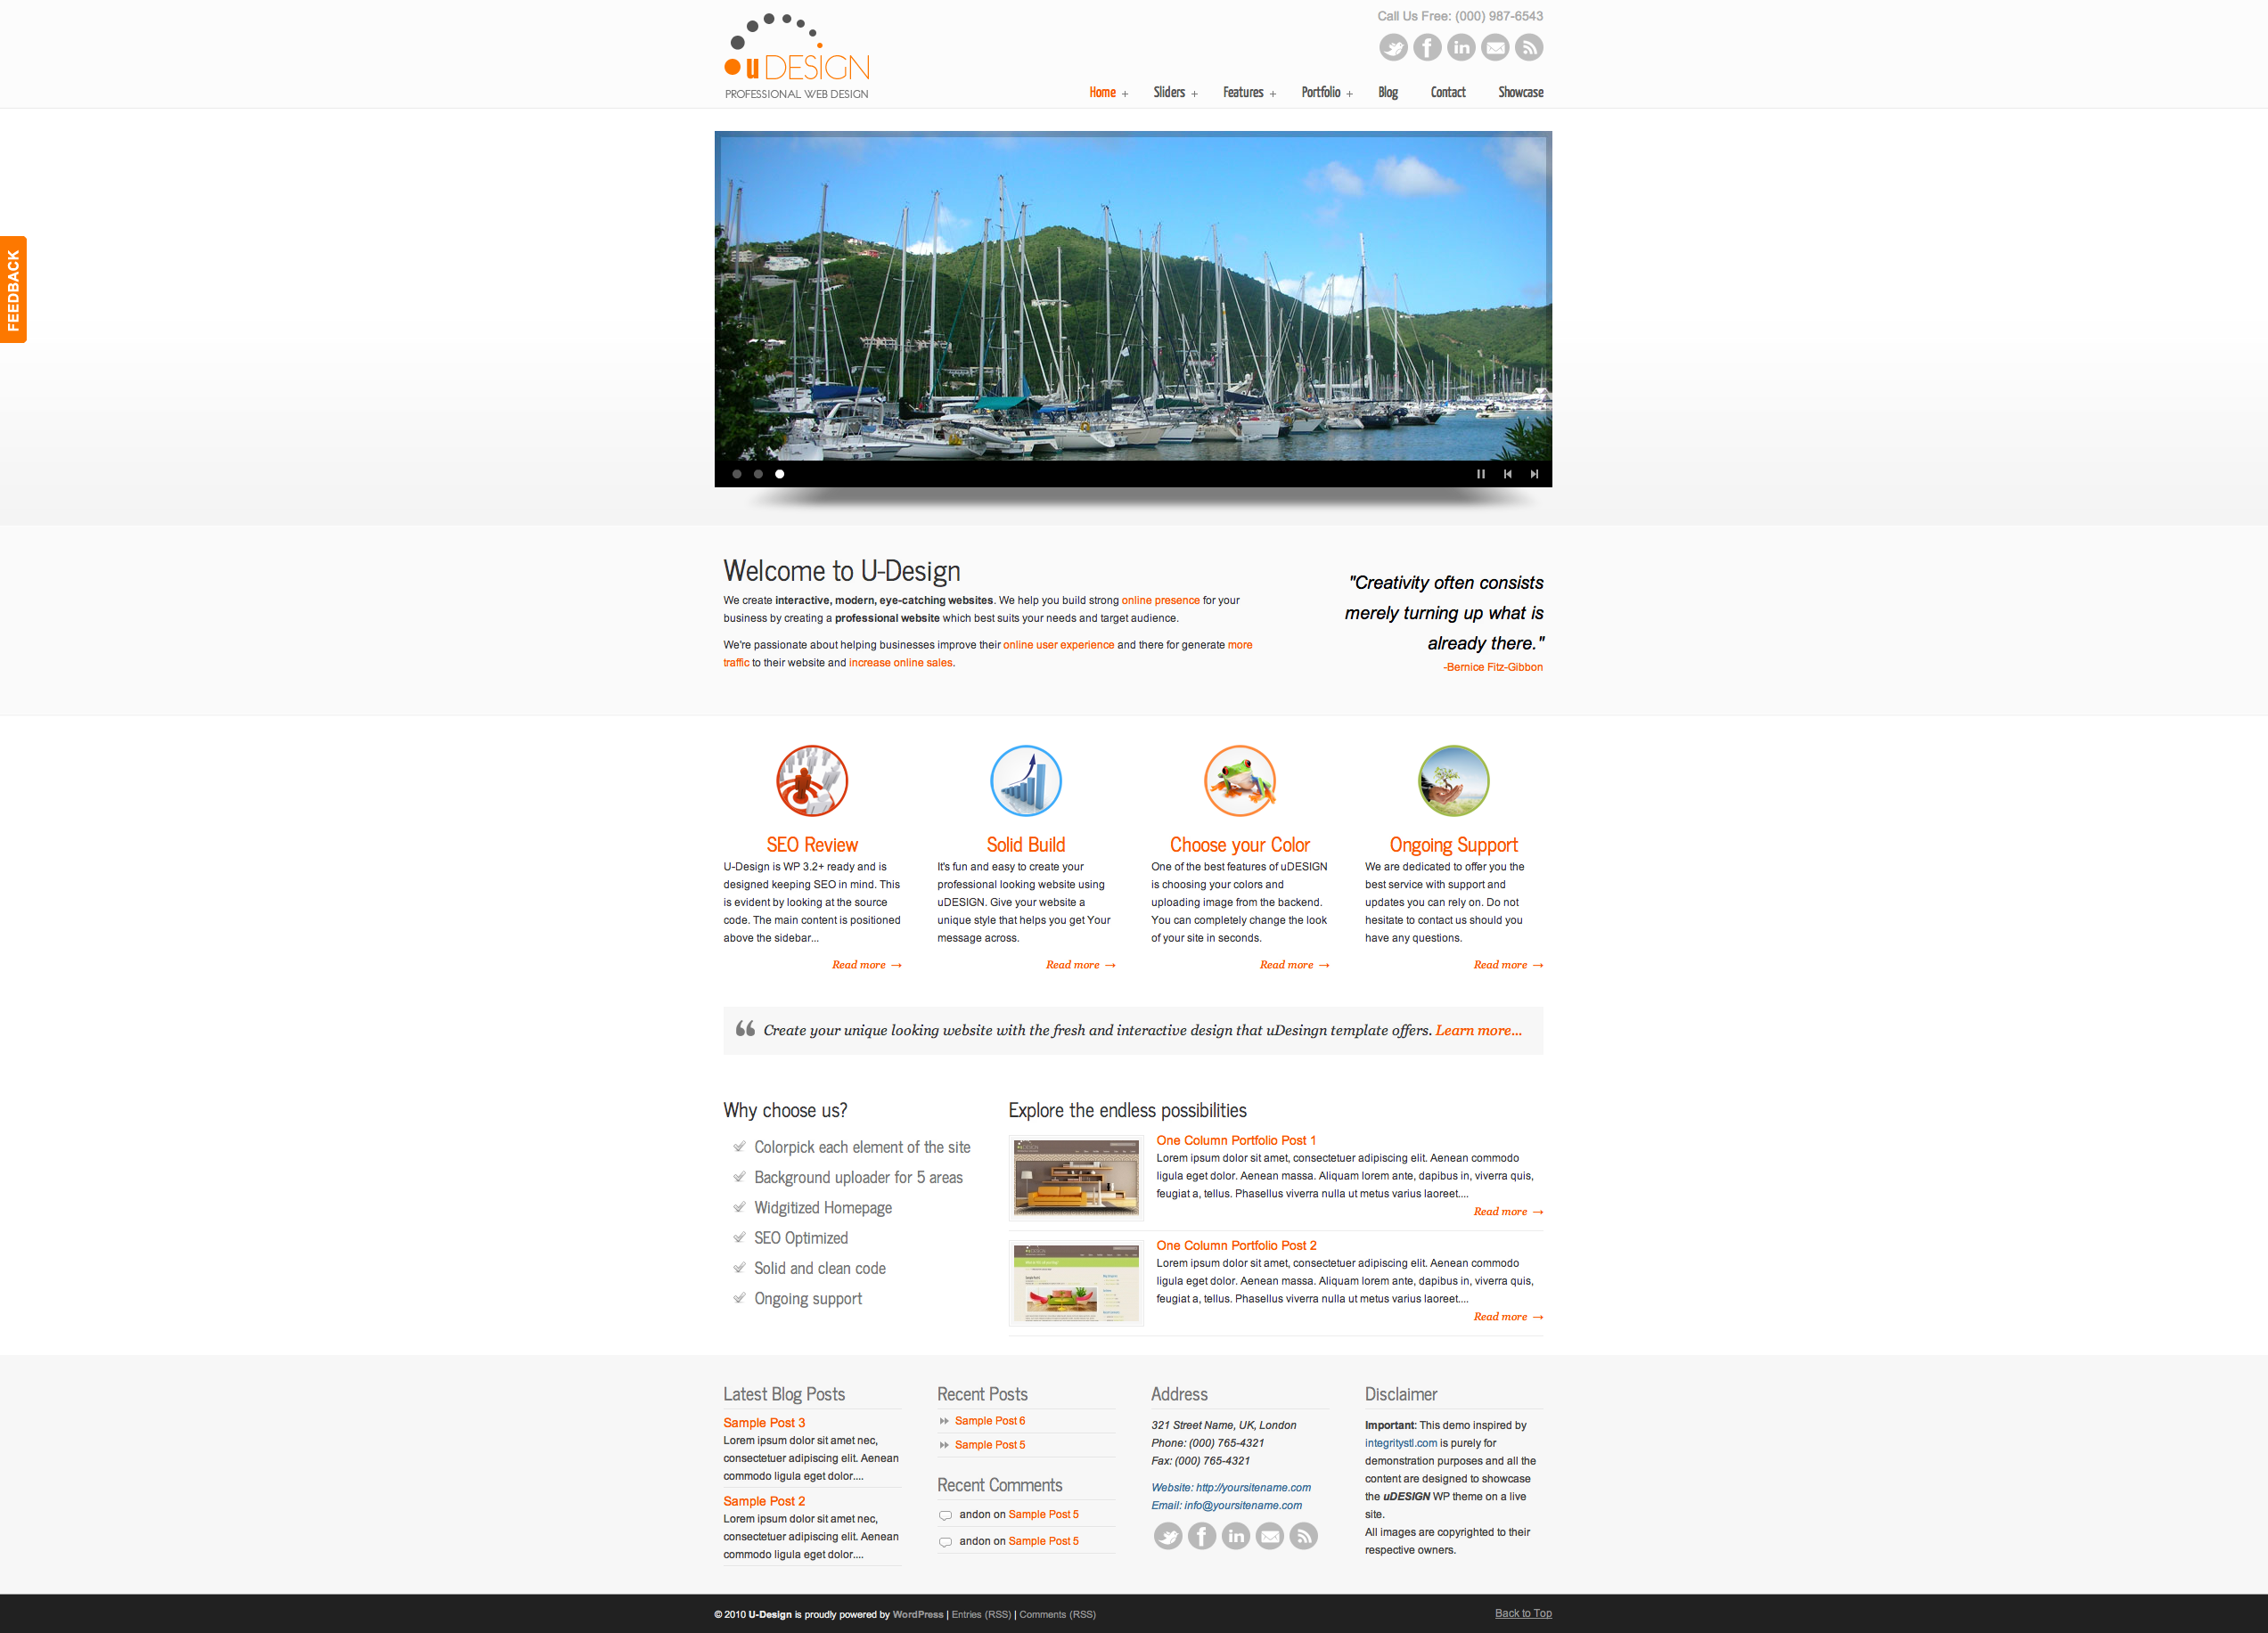 Call Us Free: (000) 987-6543
uDESIGN
PROFESSIONAL WEB DESIGN
Home + Sliders + Features + Portfolio + Blog Contact Showcase
FEEDBACK
Welcome to U-Design
We create interactive, modern, eye-catching websites. We help you build strong online presence for your
business by creating a professional website which best suits your needs and target audience.
We're passionate about helping businesses improve their online user experience and there for generate more
traffic to their website and increase online sales.
"Creativity often consists
merely turning up what is
already there."
-Bernice Fitz-Gibbon
SEO Review
U-Design is WP 3.2+ ready and is
designed keeping SEO in mind. This
is evident by looking at the source
code. The main content is positioned
above the sidebar...
Read more →
Solid Build
It's fun and easy to create your
professional looking website using
uDESIGN. Give your website a
unique style that helps you get Your
message across.
Read more →
Choose your Color
One of the best features of uDESIGN
is choosing your colors and
uploading image from the backend.
You can completely change the look
of your site in seconds.
Read more →
Ongoing Support
We are dedicated to offer you the
best service with support and
updates you can rely on. Do not
hesitate to contact us should you
have any questions.
Read more →
“ Create your unique looking website with the fresh and interactive design that uDesingn template offers. Learn more...
Why choose us?
Colorpick each element of the site
Background uploader for 5 areas
Widgitized Homepage
SEO Optimized
Solid and clean code
Ongoing support
Explore the endless possibilities
One Column Portfolio Post 1
Lorem ipsum dolor sit amet, consectetuer adipiscing elit. Aenean commodo
ligula eget dolor. Aenean massa. Aliquam lorem ante, dapibus in, viverra quis,
feugiat a, tellus. Phasellus viverra nulla ut metus varius laoreet....
Read more →
One Column Portfolio Post 2
Lorem ipsum dolor sit amet, consectetuer adipiscing elit. Aenean commodo
ligula eget dolor. Aenean massa. Aliquam lorem ante, dapibus in, viverra quis,
feugiat a, tellus. Phasellus viverra nulla ut metus varius laoreet....
Read more →
Latest Blog Posts
Sample Post 3
Lorem ipsum dolor sit amet nec,
consectetuer adipiscing elit. Aenean
commodo ligula eget dolor....
Sample Post 2
Lorem ipsum dolor sit amet nec,
consectetuer adipiscing elit. Aenean
commodo ligula eget dolor....
Recent Posts
Sample Post 6
Sample Post 5
Recent Comments
andon on Sample Post 5
andon on Sample Post 5
Address
321 Street Name, UK, London
Phone: (000) 765-4321
Fax: (000) 765-4321
Website: http://yoursitename.com
Email: info@yoursitename.com
Disclaimer
Important: This demo inspired by
integritystl.com is purely for
demonstration purposes and all the
content are designed to showcase
the uDESIGN WP theme on a live
site.
All images are copyrighted to their
respective owners.
© 2010 U-Design is proudly powered by WordPress | Entries (RSS) | Comments (RSS)
Back to Top